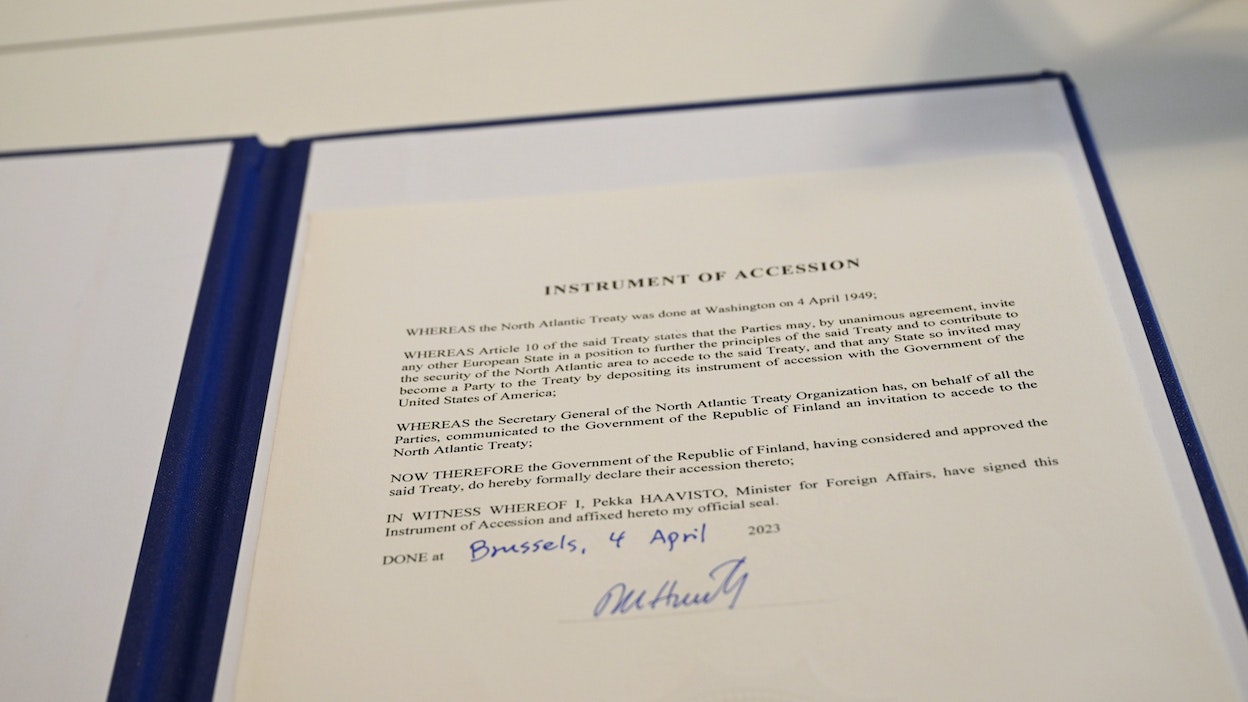 INSTRUMENT OF ACCESSION
WHEREAS the North Atlantic Treaty was done at Washington on 4 April 1949;
WHEREAS Article 10 of the said Treaty states that the Parties may, by unanimous agreement, invite
any other European State in a position to further the principles of the said Treaty and to contribute to
the security of the North Atlantic area to accede to the said Treaty, and that any State so invited may
become a Party to the Treaty by depositing its instrument of accession with the Government of the
United States of America;
WHEREAS the Secretary General of the North Atlantic Treaty Organization has, on behalf of all the
Parties, communicated to the Government of the Republic of Finland an invitation to accede to the
North Atlantic Treaty;
NOW THEREFORE the Government of the Republic of Finland, having considered and approved the
said Treaty, do hereby formally declare their accession thereto;
IN WITNESS WHEREOF I, Pekka HAAVISTO, Minister for Foreign Affairs, have signed this
Instrument of Accession and affixed hereto my official seal.
DONE at Brussels, 4 April 2023